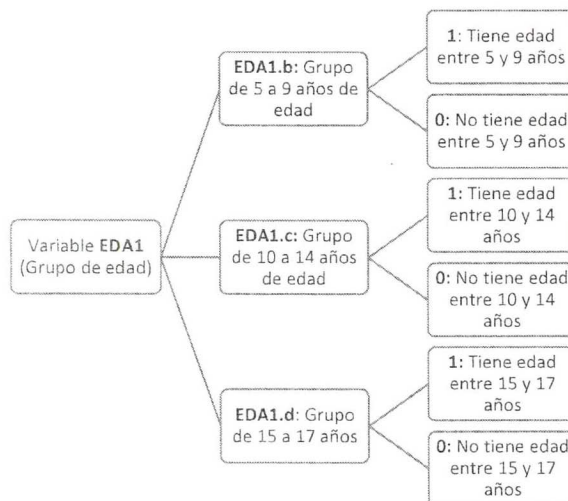 Variable EDA1
(Grupo de edad)
EDA1.b: Grupo
de 5 a 9 años de
edad
1: Tiene edad
entre 5 y 9 años
0: No tiene edad
entre 5 y 9 años
EDA1.c: Grupo
de 10 a 14 años
de edad
1: Tiene edad
entre 10 y 14
años
0: No tiene edad
entre 10 y 14
años
EDA1.d: Grupo
de 15 a 17 años
1: Tiene edad
entre 15 y 17
años
0: No tiene edad
entre 15 y 17
años